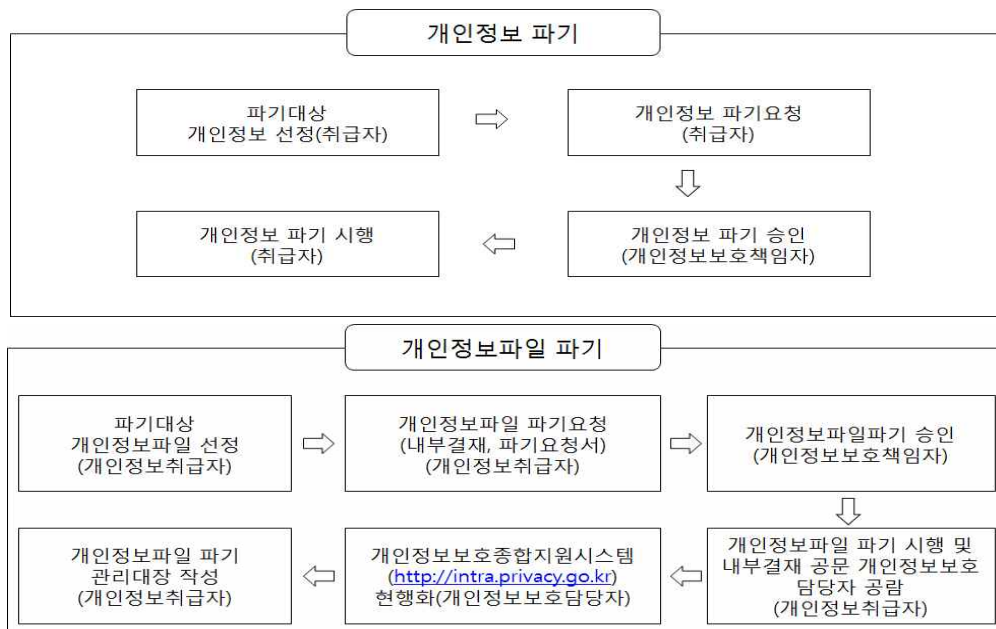 개인정보 파기
파기대상
개인정보 선정(취급자)
개인정보 파기요청
(취급자)
개인정보 파기 승인
(개인정보보호책임자)
개인정보 파기 시행
(취급자)
개인정보파일 파기
파기대상
개인정보파일 선정
(개인정보취급자)
개인정보파일 파기요청
(내부결재, 파기요청서)
(개인정보취급자)
개인정보파일파기 승인
(개인정보보호책임자)
개인정보파일 파기 시행 및
내부결재 공문 개인정보보호
담당자 공람
(개인정보취급자)
개인정보보호종합지원시스템
(http://intra.privacy.go.kr)
현행화(개인정보보호담당자)
개인정보파일 파기
관리대장 작성
(개인정보취급자)